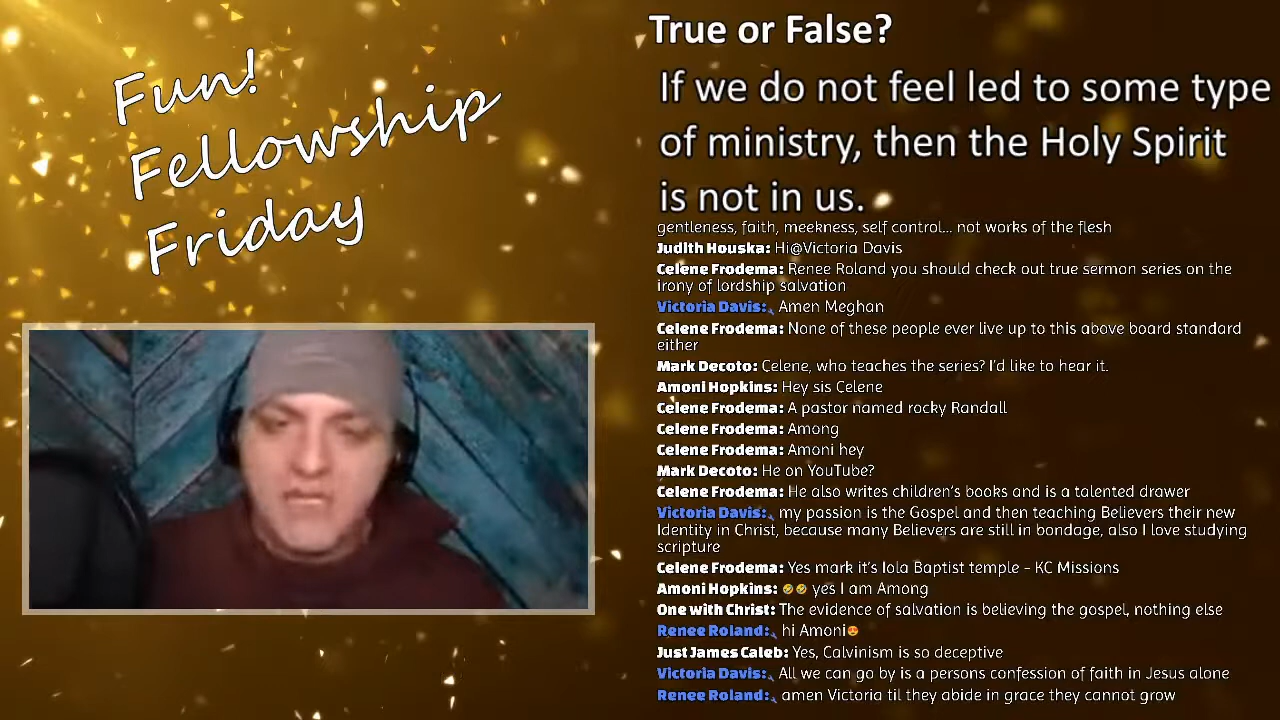 Fun!
Fellowship
Friday
True or False?
If we do not feel led to some type
of ministry, then the Holy Spirit
is not in us.
gentleness, faith, meekness, self control... not works of the flesh
Judith Houska: Hi@Victoria Davis
Celene Frodema: Renee Roland you should check out true sermon series on the
irony of lordship salvation
Victoria Davis: Amen Meghan
Celene Frodema: None of these people ever live up to this above board standard
either
Mark Decoto: Celene, who teaches the series? I'd like to hear it.
Amoni Hopkins: Hey sis Celene
Celene Frodema: A pastor named rocky Randall
Celene Frodema: Among
Celene Frodema: Amoni hey
Mark Decoto: He on YouTube?
Celene Frodema: He also writes children's books and is a talented drawer
Victoria Davis: my passion is the Gospel and then teaching Believers their new
Identity in Christ, because many Believers are still in bondage, also I love studying
scripture
Celene Frodema: Yes mark it's Iola Baptist temple - KC Missions
Amoni Hopkins: 🤣🤣 yes I am Among
One with Christ: The evidence of salvation is believing the gospel, nothing else
Renee Roland: hi Amoni😍
Just James Caleb: Yes, Calvinism is so deceptive
Victoria Davis: All we can go by is a persons confession of faith in Jesus alone
Renee Roland: amen Victoria til they abide in grace they cannot grow